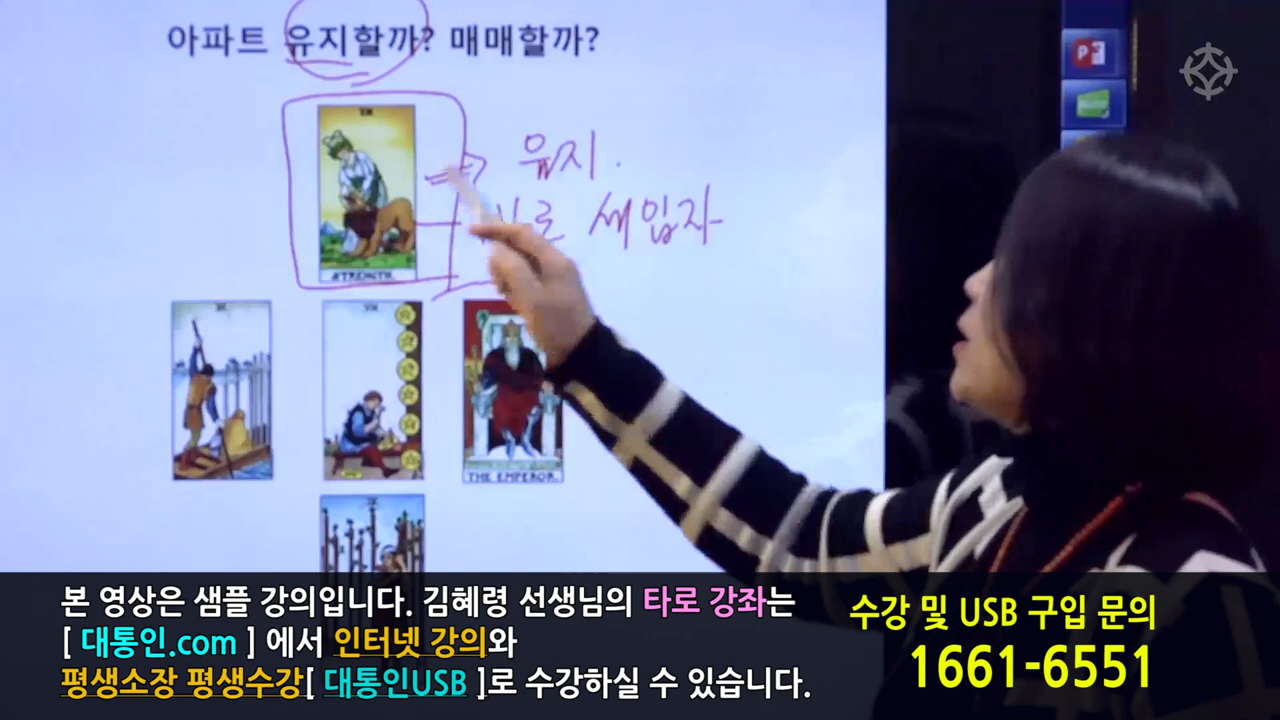 아파트 유지할까? 매매할까?
유지.
로 새입자
STRENGTH.
THE EMPEROR.
본 영상은 샘플 강의입니다. 김혜령 선생님의 타로 강좌는
[ 대통인.com ] 에서 인터넷 강의와
평생소장 평생수강[ 대통인USB ]로 수강하실 수 있습니다.
수강 및 USB 구입 문의
1661-6551